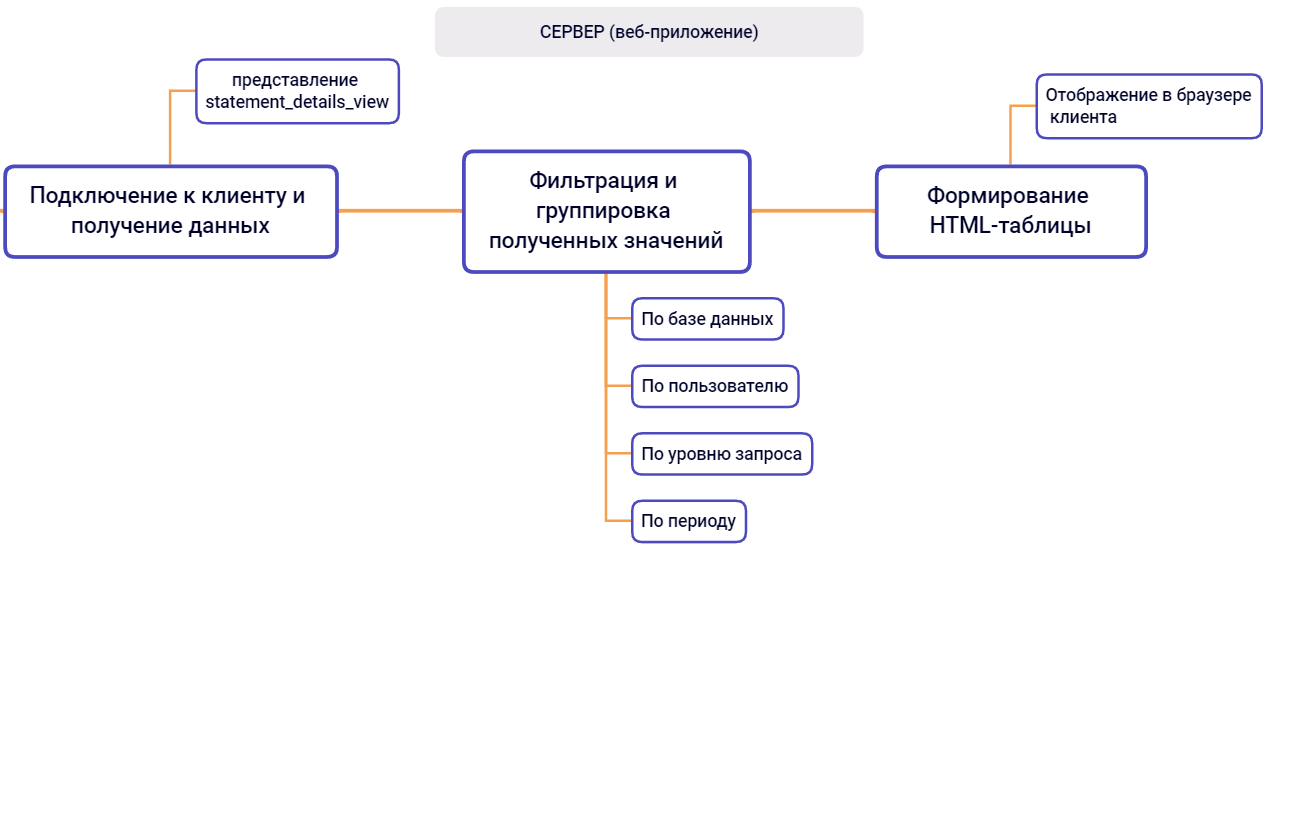 СЕРВЕР (веб-приложение)
представление
statement_details_view
Отображение в браузере
клиента
Подключение к клиенту и
получение данных
Фильтрация и
группировка
полученных значений
Формирование
HTML-таблицы
По базе данных
По пользователю
По уровню запроса
По периоду